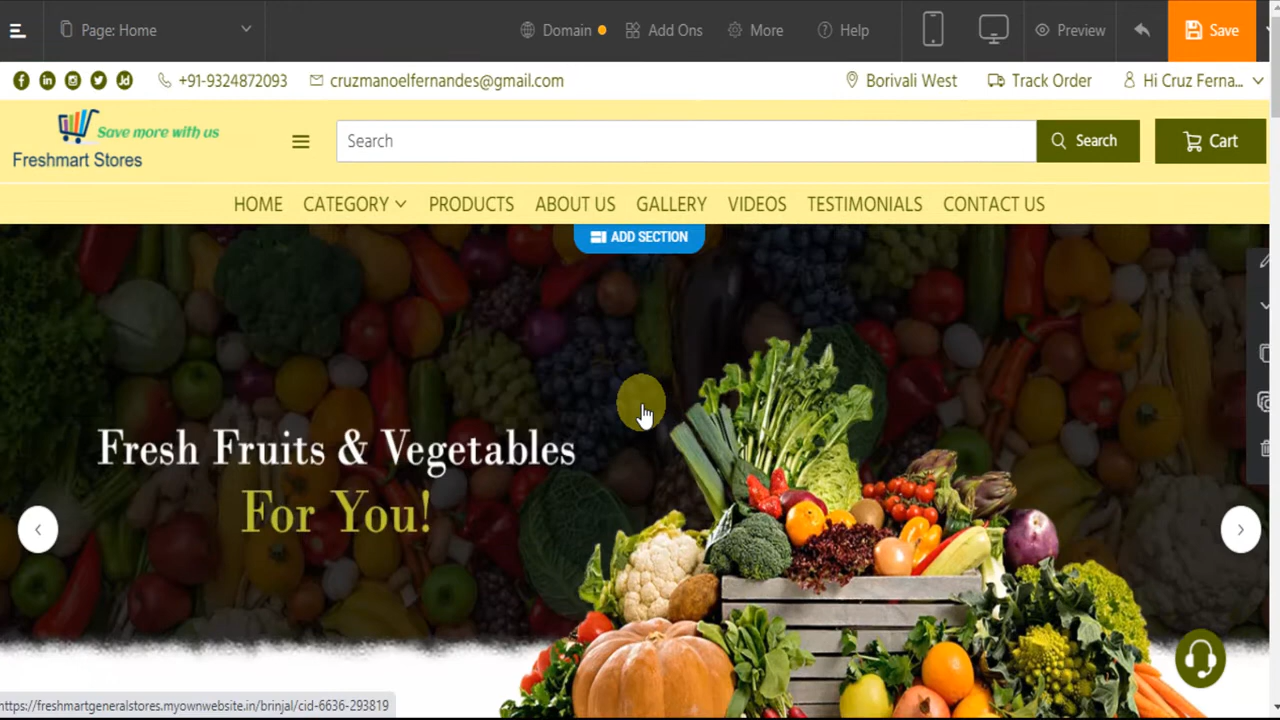 Page: Home
Domain
Add Ons
More
Help
Preview
Save
+91-9324872093
cruzmanoelfernandes@gmail.com
Borivali West
Track Order
Hi Cruz Ferna...
Save more with us
Freshmart Stores
Search
Search
Cart
HOME
CATEGORY
PRODUCTS
ABOUT US
GALLERY
VIDEOS
TESTIMONIALS
CONTACT US
ADD SECTION
Fresh Fruits & Vegetables
For You!
https://freshmartgeneralstores.myownwebsite.in/brinjal/cid-6636-293819